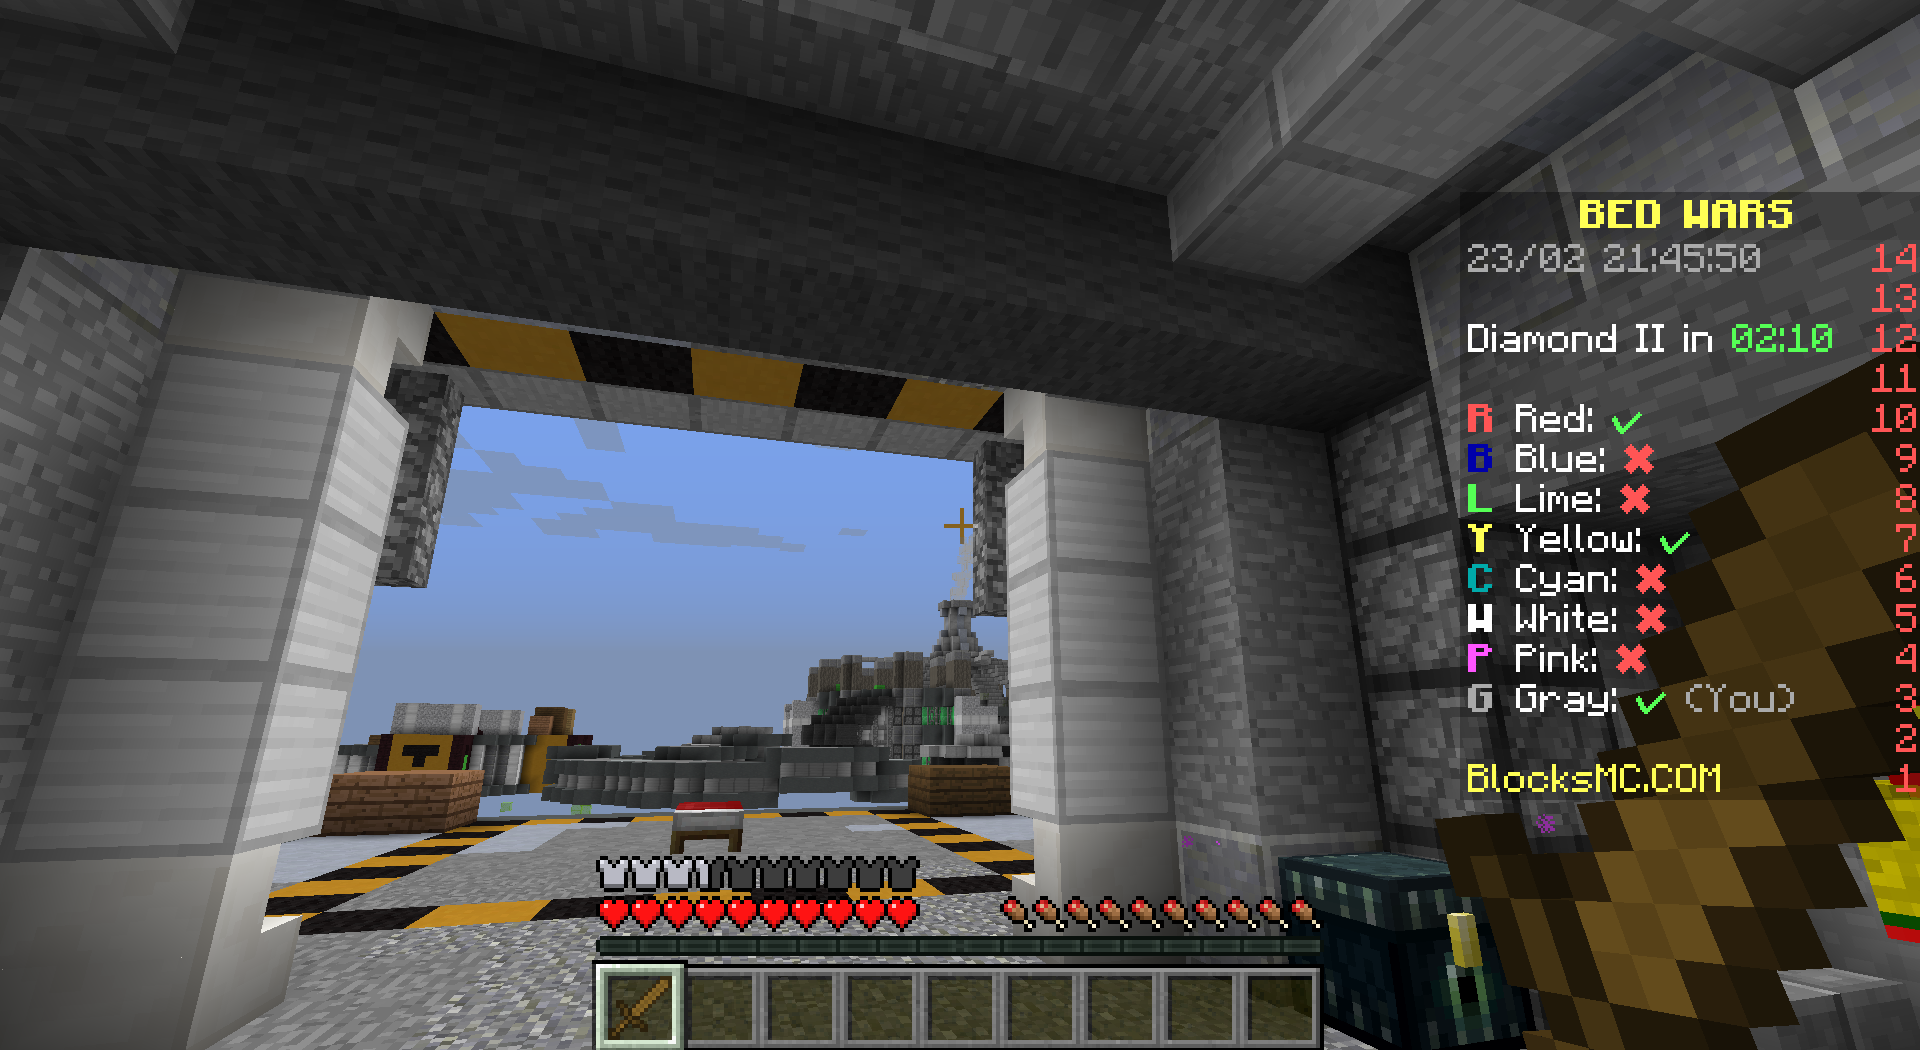 BED WARS
23/02 21:45:50 14
13
Diamond II in 02:10 12
11
R Red: ✓ 10
B Blue: ✖ 9
L Lime: ✖ 8
Y Yellow: ✓ 7
C Cyan: ✖ 6
W White: ✖ 5
P Pink: ✖ 4
G Gray: ✓ (You) 3
2
BlocksMC.COM 1